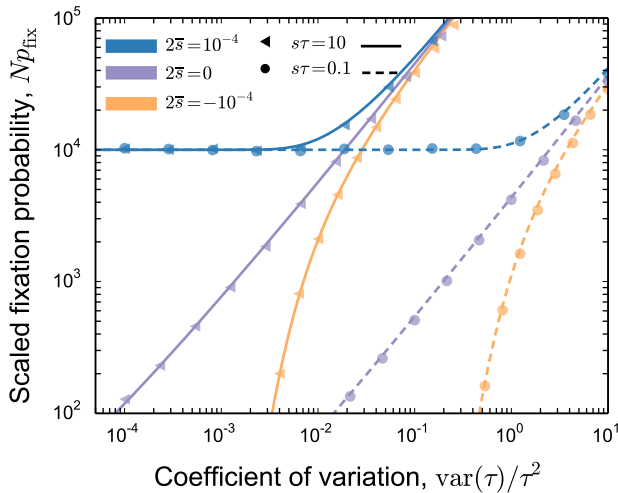 10^5
10^4
10^3
10^2
Scaled fixation probability, Np_fix
2s̅ = 10^-4
2s̅ = 0
2s̅ = -10^-4
sτ = 10
sτ = 0.1
10^-4 10^-3 10^-2 10^-1 10^0 10^1
Coefficient of variation, var(τ)/τ^2